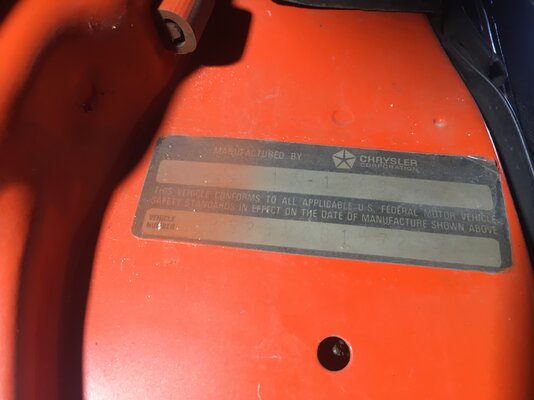 MANUFACTURED BY CHRYSLER
CORPORATION
THIS VEHICLE CONFORMS TO ALL APPLICABLE U.S. FEDERAL MOTOR VEHICLE
SAFETY STANDARDS IN EFFECT ON THE DATE OF MANUFACTURE SHOWN ABOVE
VEHICLE
NUMBER: